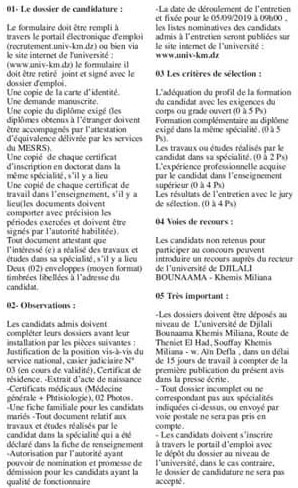 01- Le dossier de candidature :
Le formulaire doit être rempli à
travers le portail électronique d'emploi
(recrutement.univ-km.dz) ou bien via
le site internet de l'université :
(www.univ-km.dz) le formulaire il
doit être retiré joint et signé avec le
dossier d'emploi.
Une copie de la carte d'identité.
Une demande manuscrite.
Une copie du diplôme exigé (les
diplômes obtenus à l'étranger doivent
être accompagnés par l'attestation
d'équivalence délivrée par les services
du MESRS).
Une copié de chaque certificat
d'inscription en doctorat dans la
même spécialité, s'il y a lieu
Une copié de chaque certificat de
travail dans l'enseignement, s'il y a
lieu(les documents doivent
comporter avec précision les
périodes exercées et doivent être
signés par l'autorité habilitée).
Tout document attestant que
l'intéressé (e) a réalisé des travaux et
études dans sa spécialité, s'il y a lieu
Deux (02) enveloppes (moyen format)
timbrées libellées à l'adresse du
candidat.
02- Observations :
Les candidats admis doivent
compléter leurs dossiers avant leur
installation par les pièces suivantes :
Justification de la position vis-à-vis du
service national, casier judiciaire N°
03 (en cours de validité), Certificat de
résidence. -Extrait d'acte de naissance
-Certificats médicaux (Médecine
générale + Phtisiologie), 02 Photos.
-Une fiche familiale pour les candidats
mariés -Tout document relatif aux
travaux et études réalisés par le
candidat dans la spécialité qui a été
déclaré dans la fiche de renseignement
-Autorisation par l'autorité ayant
pouvoir de nomination et promesse de
démission pour les candidats ayant la
qualité de fonctionnaire
-La date de déroulement de l'entretien
et fixée pour le 05/09/2019 à 09h00 ,
les listes nominatives des candidats
admis à l'entretien seront publiées sur
le site internet de l'université :
www.univ-km.dz
03 Les critères de sélection :
L'adéquation du profil de la formation
du candidat avec les exigences du
corps ou grade ouvert (0 à 5 Ps)
Formation complémentaire au diplôme
exigé dans la même spécialité. (0 à 5
Ps).
Les travaux ou études réalisés par le
candidat dans sa spécialité. (0 à 2 Ps)
L'expérience professionnelle acquise
par le candidat dans l'enseignement
supérieur (0 à 4 Ps)
Les résultats de l'entretien avec le jury
de sélection. (0 à 4 Ps)
04 Voies de recours :
Les candidats non retenus pour
participer au concours peuvent
introduire un recours auprès du recteur
de l'université de DJILALI
BOUNAAMA - Khemis Miliana
05 Très important :
-Les dossiers doivent être déposés au
niveau de L'université de Djilali
Bounaama Khemis Miliana, Route de
Theniet El Had, Souffay Khemis
Miliana - w. Aïn Defla , dans un délai
de 15 jours de travail à compter de la
première publication du présent avis
dans la presse écrite.
- Tout dossier incomplet ou ne
correspondant pas aux spécialités
indiquées ci-dessus, ou envoyé par
voie postale ne sera pas pris en
compte.
- Les candidats doivent s'inscrire
à travers le portail d'emploi avec
le dépôt du dossier au niveau de
l'université, dans le cas contraire,
le dossier de candidature ne sera pas
accepté.